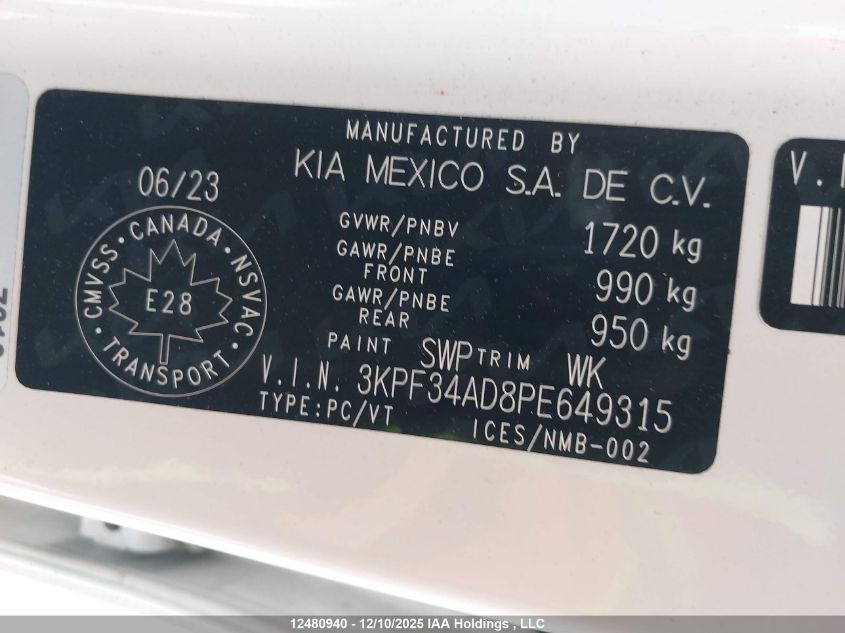 MANUFACTURED BY
KIA MEXICO S.A. DE C.V.
06/23
GVWR/PNBV 1720 kg
GAWR/PNBE FRONT 990 kg
GAWR/PNBE REAR 950 kg
PAINT SWP TRIM WK
V.I.N. 3KPF34AD8PE649315
TYPE:PC/VT ICES/NMB-002
CMVSS • CANADA • NSVAC • TRANSPORT •
E28
V.I
12480940 - 12/10/2025 IAA Holdings , LLC